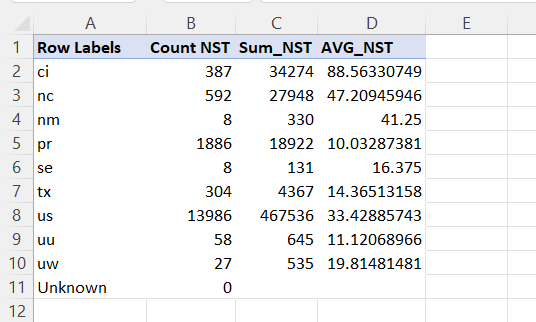 A B C D E
1 Row Labels Count NST Sum_NST AVG_NST
2 ci 387 34274 88.56330749
3 nc 592 27948 47.20945946
4 nm 8 330 41.25
5 pr 1886 18922 10.03287381
6 se 8 131 16.375
7 tx 304 4367 14.36513158
8 us 13986 467536 33.42885743
9 uu 58 645 11.12068966
10 uw 27 535 19.81481481
11 Unknown 0
12